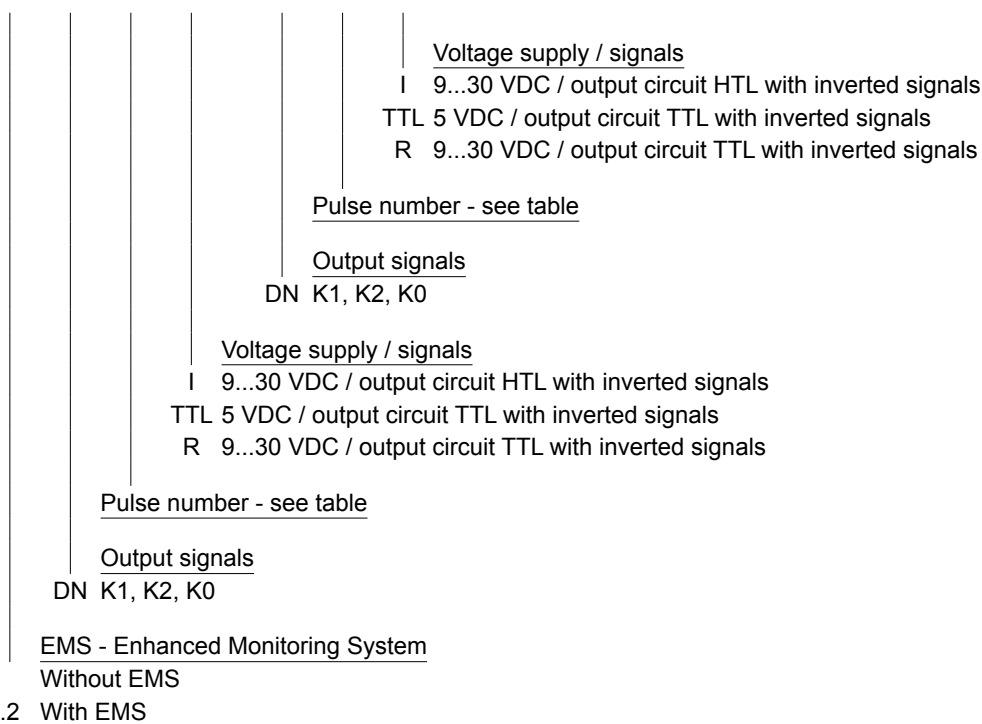 Voltage supply / signals
I 9...30 VDC / output circuit HTL with inverted signals
TTL 5 VDC / output circuit TTL with inverted signals
R 9...30 VDC / output circuit TTL with inverted signals
Pulse number - see table
Output signals
DN K1, K2, K0
Voltage supply / signals
I 9...30 VDC / output circuit HTL with inverted signals
TTL 5 VDC / output circuit TTL with inverted signals
R 9...30 VDC / output circuit TTL with inverted signals
Pulse number - see table
Output signals
DN K1, K2, K0
EMS - Enhanced Monitoring System
Without EMS
.2 With EMS